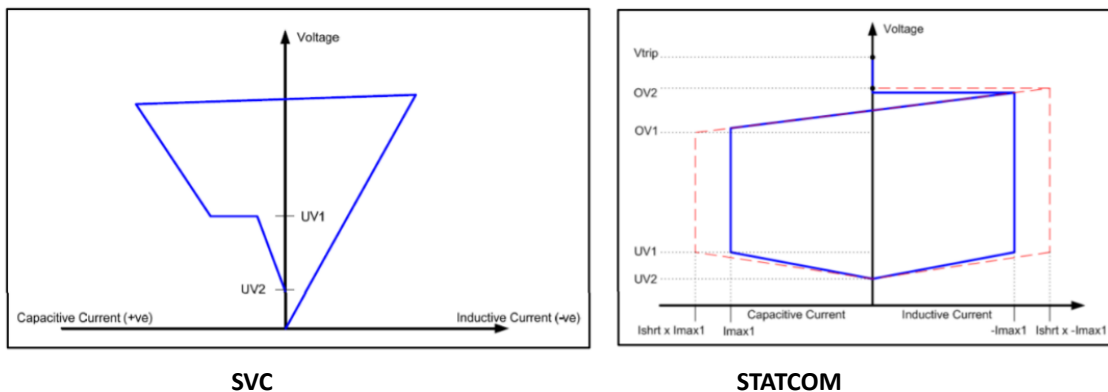 Voltage
UV1
UV2
Capacitive Current (+ve)
Inductive Current (-ve)
SVC
Voltage
Vtrip
OV2
OV1
UV1
UV2
Capacitive Current
Inductive Current
Ishrt x Imax1
Imax1
-Imax1
Ishrt x -Imax1
STATCOM